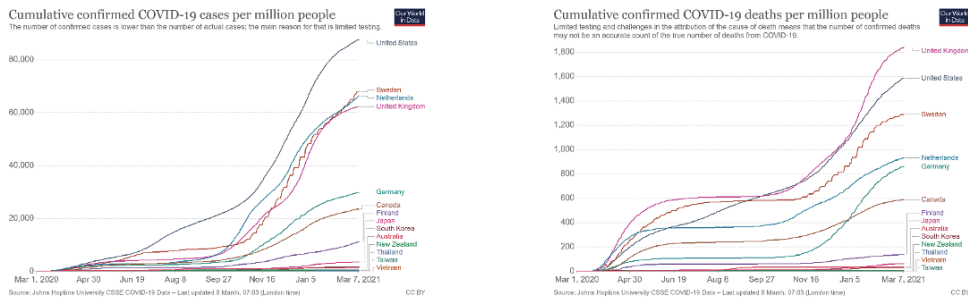 Cumulative confirmed COVID-19 cases per million people
The number of confirmed cases is lower than the number of actual cases; the main reason for that is limited testing.
Our World
in Data
80,000
60,000
40,000
20,000
0
Mar 1, 2020
Apr 30
Jun 19
Aug 8
Sep 27
Nov 16
Jan 5
Mar 7, 2021
United States
Sweden
Netherlands
United Kingdom
Germany
Canada
Finland
Japan
South Korea
Australia
New Zealand
Thailand
Taiwan
Vietnam
Source: Johns Hopkins University CSSE COVID-19 Data – Last updated 8 March, 07:03 (London time)
CC BY
Cumulative confirmed COVID-19 deaths per million people
Limited testing and challenges in the attribution of the cause of death means that the number of confirmed deaths
may not be an accurate count of the true number of deaths from COVID-19.
Our World
in Data
1,800
1,600
1,400
1,200
1,000
800
600
400
200
0
Mar 1, 2020
Apr 30
Jun 19
Aug 8
Sep 27
Nov 16
Jan 5
Mar 7, 2021
United Kingdom
United States
Sweden
Netherlands
Germany
Canada
Finland
Japan
South Korea
Australia
New Zealand
Thailand
Vietnam
Taiwan
Source: Johns Hopkins University CSSE COVID-19 Data – Last updated 8 March, 07:03 (London time)
CC BY